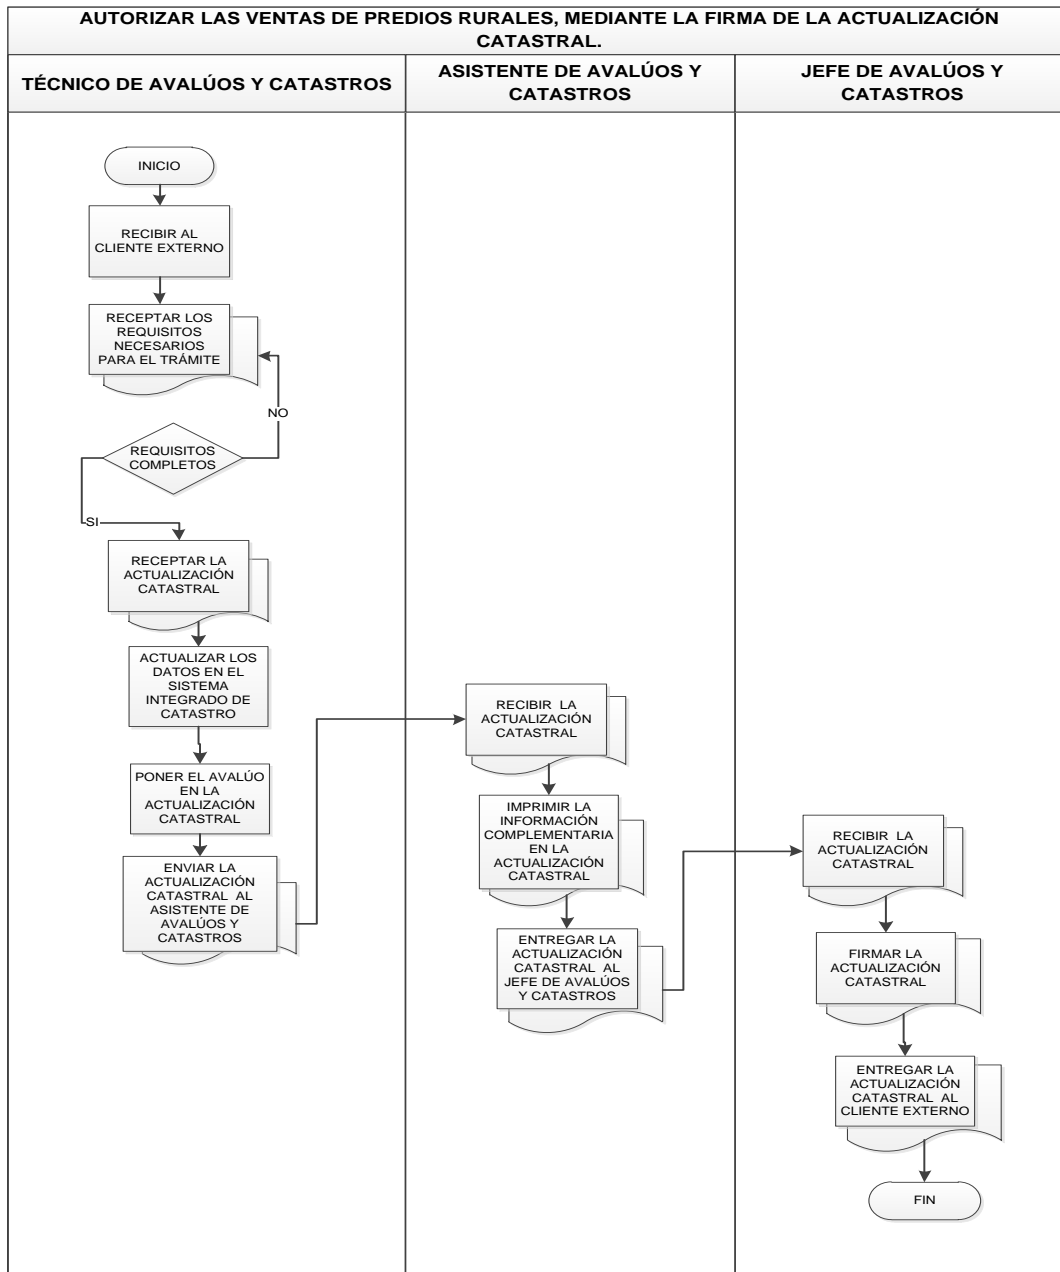 AUTORIZAR LAS VENTAS DE PREDIOS RURALES, MEDIANTE LA FIRMA DE LA ACTUALIZACIÓN
CATASTRAL.
TÉCNICO DE AVALÚOS Y CATASTROS
ASISTENTE DE AVALÚOS Y
CATASTROS
JEFE DE AVALÚOS Y
CATASTROS
INICIO
RECIBIR AL
CLIENTE EXTERNO
RECEPTAR LOS
REQUISITOS
NECESARIOS
PARA EL TRÁMITE
NO
REQUISITOS
COMPLETOS
SI
RECEPTAR LA
ACTUALIZACIÓN
CATASTRAL
ACTUALIZAR LOS
DATOS EN EL
SISTEMA
INTEGRADO DE
CATASTRO
PONER EL AVALÚO
EN LA
ACTUALIZACIÓN
CATASTRAL
ENVIAR LA
ACTUALIZACIÓN
CATASTRAL AL
ASISTENTE DE
AVALÚOS Y
CATASTROS
RECIBIR LA
ACTUALIZACIÓN
CATASTRAL
IMPRIMIR LA
INFORMACIÓN
COMPLEMENTARIA
EN LA
ACTUALIZACIÓN
CATASTRAL
ENTREGAR LA
ACTUALIZACIÓN
CATASTRAL AL
JEFE DE AVALÚOS
Y CATASTROS
RECIBIR LA
ACTUALIZACIÓN
CATASTRAL
FIRMAR LA
ACTUALIZACIÓN
CATASTRAL
ENTREGAR LA
ACTUALIZACIÓN
CATASTRAL AL
CLIENTE EXTERNO
FIN